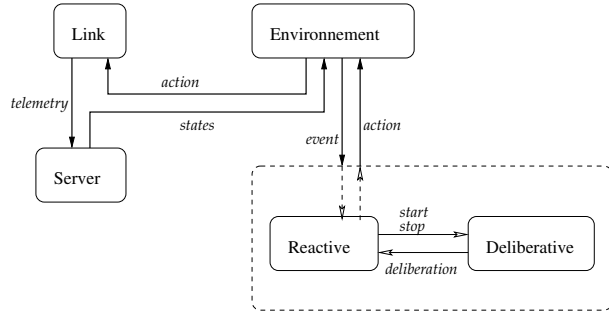 Link
Environnement
action
telemetry
states
event
action
Server
start
stop
Reactive
Deliberative
deliberation